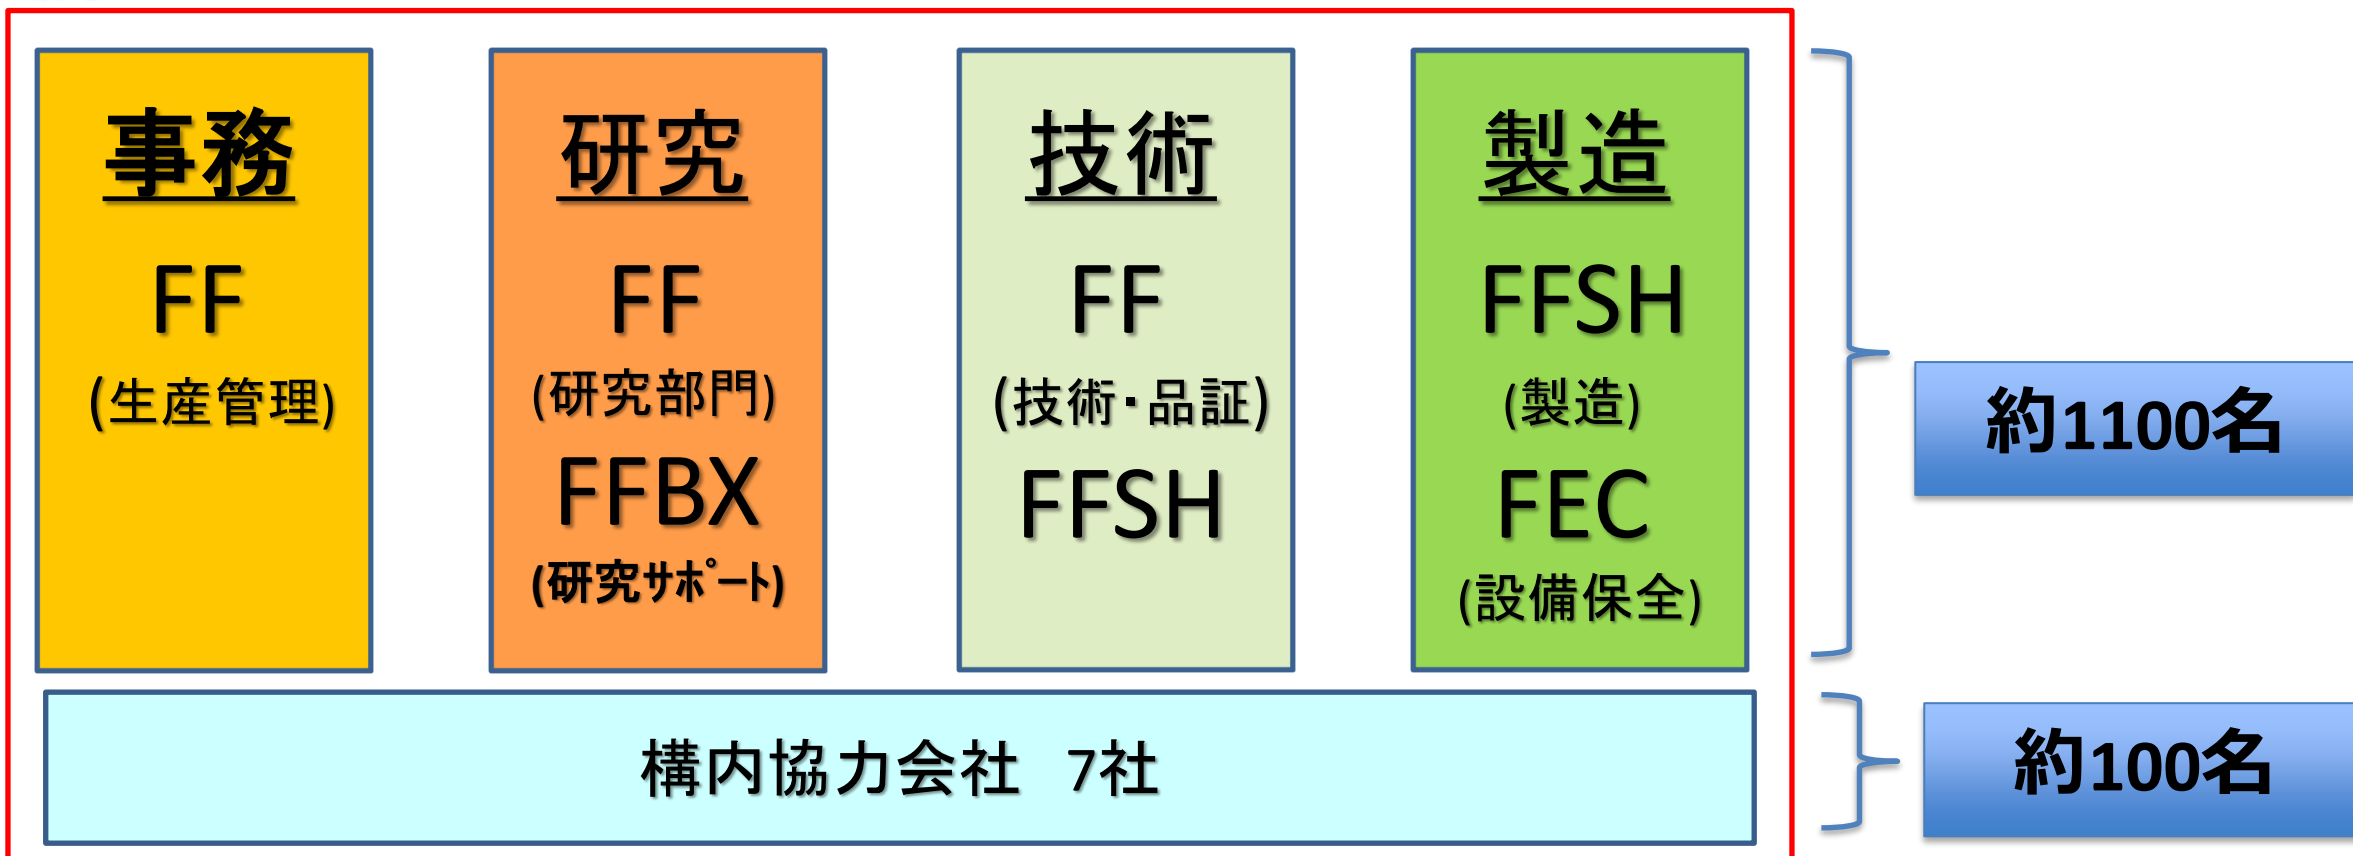 事務
FF
(生産管理)
研究
FF
(研究部門)
FFBX
(研究ｻﾎﾟｰﾄ)
技術
FF
(技術・品証)
FFSH
製造
FFSH
(製造)
FEC
(設備保全)
約1100名
構内協力会社　7社
約100名